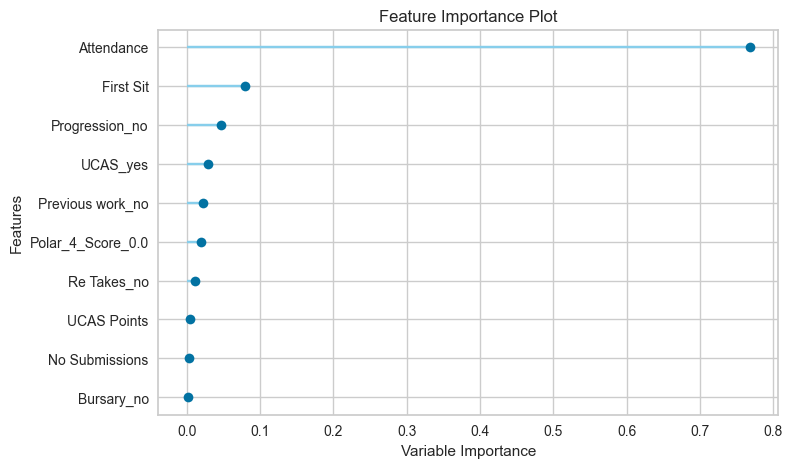 Feature Importance Plot
Attendance
First Sit
Progression_no
UCAS_yes
Previous work_no
Polar_4_Score_0.0
Re Takes_no
UCAS Points
No Submissions
Bursary_no
Features
0.0 0.1 0.2 0.3 0.4 0.5 0.6 0.7 0.8
Variable Importance